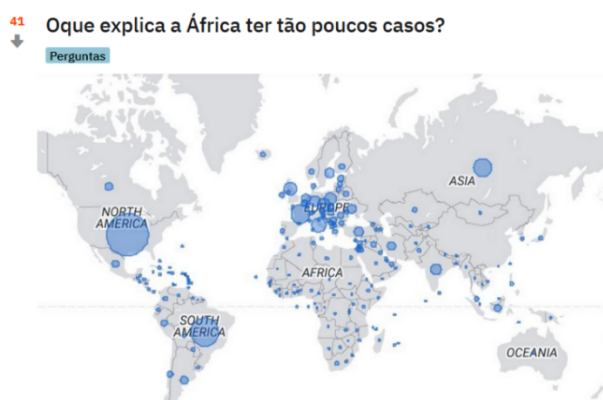 41
Oque explica a África ter tão poucos casos?
Perguntas
ASIA
NORTH
AMERICA
EUROPE
AFRICA
SOUTH
AMERICA
OCEANIA